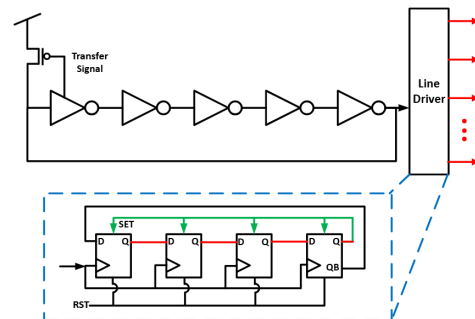 Transfer
Signal
Line
Driver
SET
D Q D Q D Q D Q
QB
RST